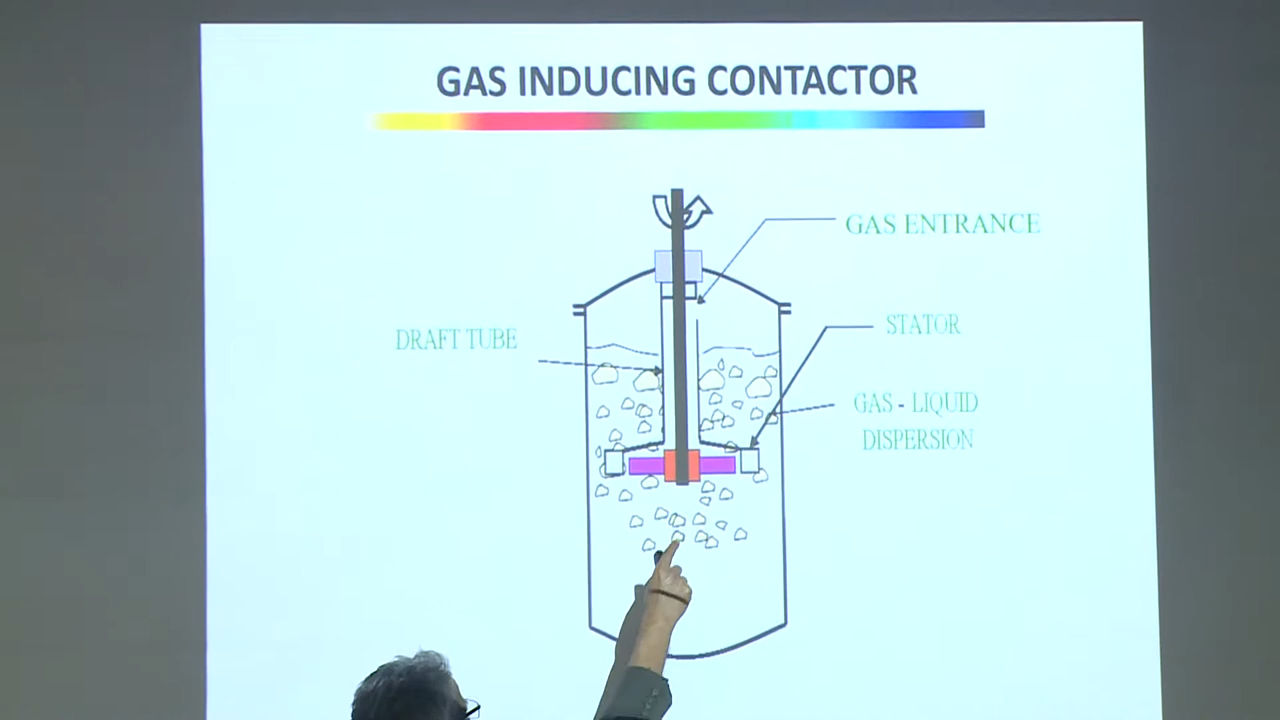 GAS INDUCING CONTACTOR
GAS ENTRANCE
DRAFT TUBE
STATOR
GAS - LIQUID
DISPERSION